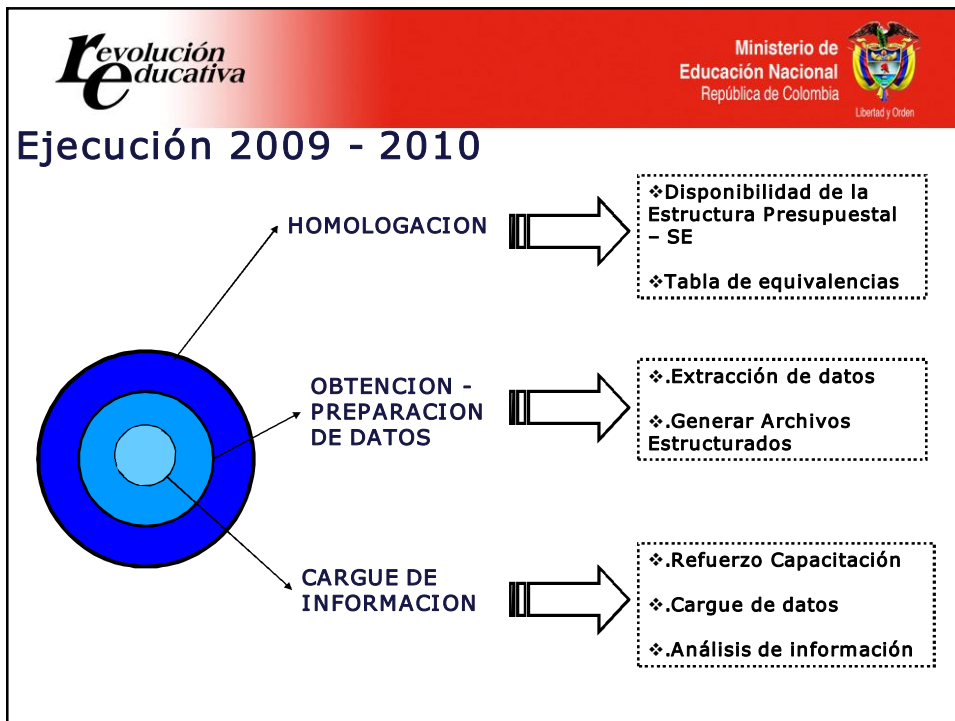 revolución
educativa
Ministerio de
Educación Nacional
República de Colombia
Libertad y Orden
Ejecución 2009 - 2010
HOMOLOGACION
❖Disponibilidad de la
Estructura Presupuestal
– SE
❖Tabla de equivalencias
OBTENCION -
PREPARACION
DE DATOS
❖.Extracción de datos
❖.Generar Archivos
Estructurados
CARGUE DE
INFORMACION
❖.Refuerzo Capacitación
❖.Cargue de datos
❖.Análisis de información